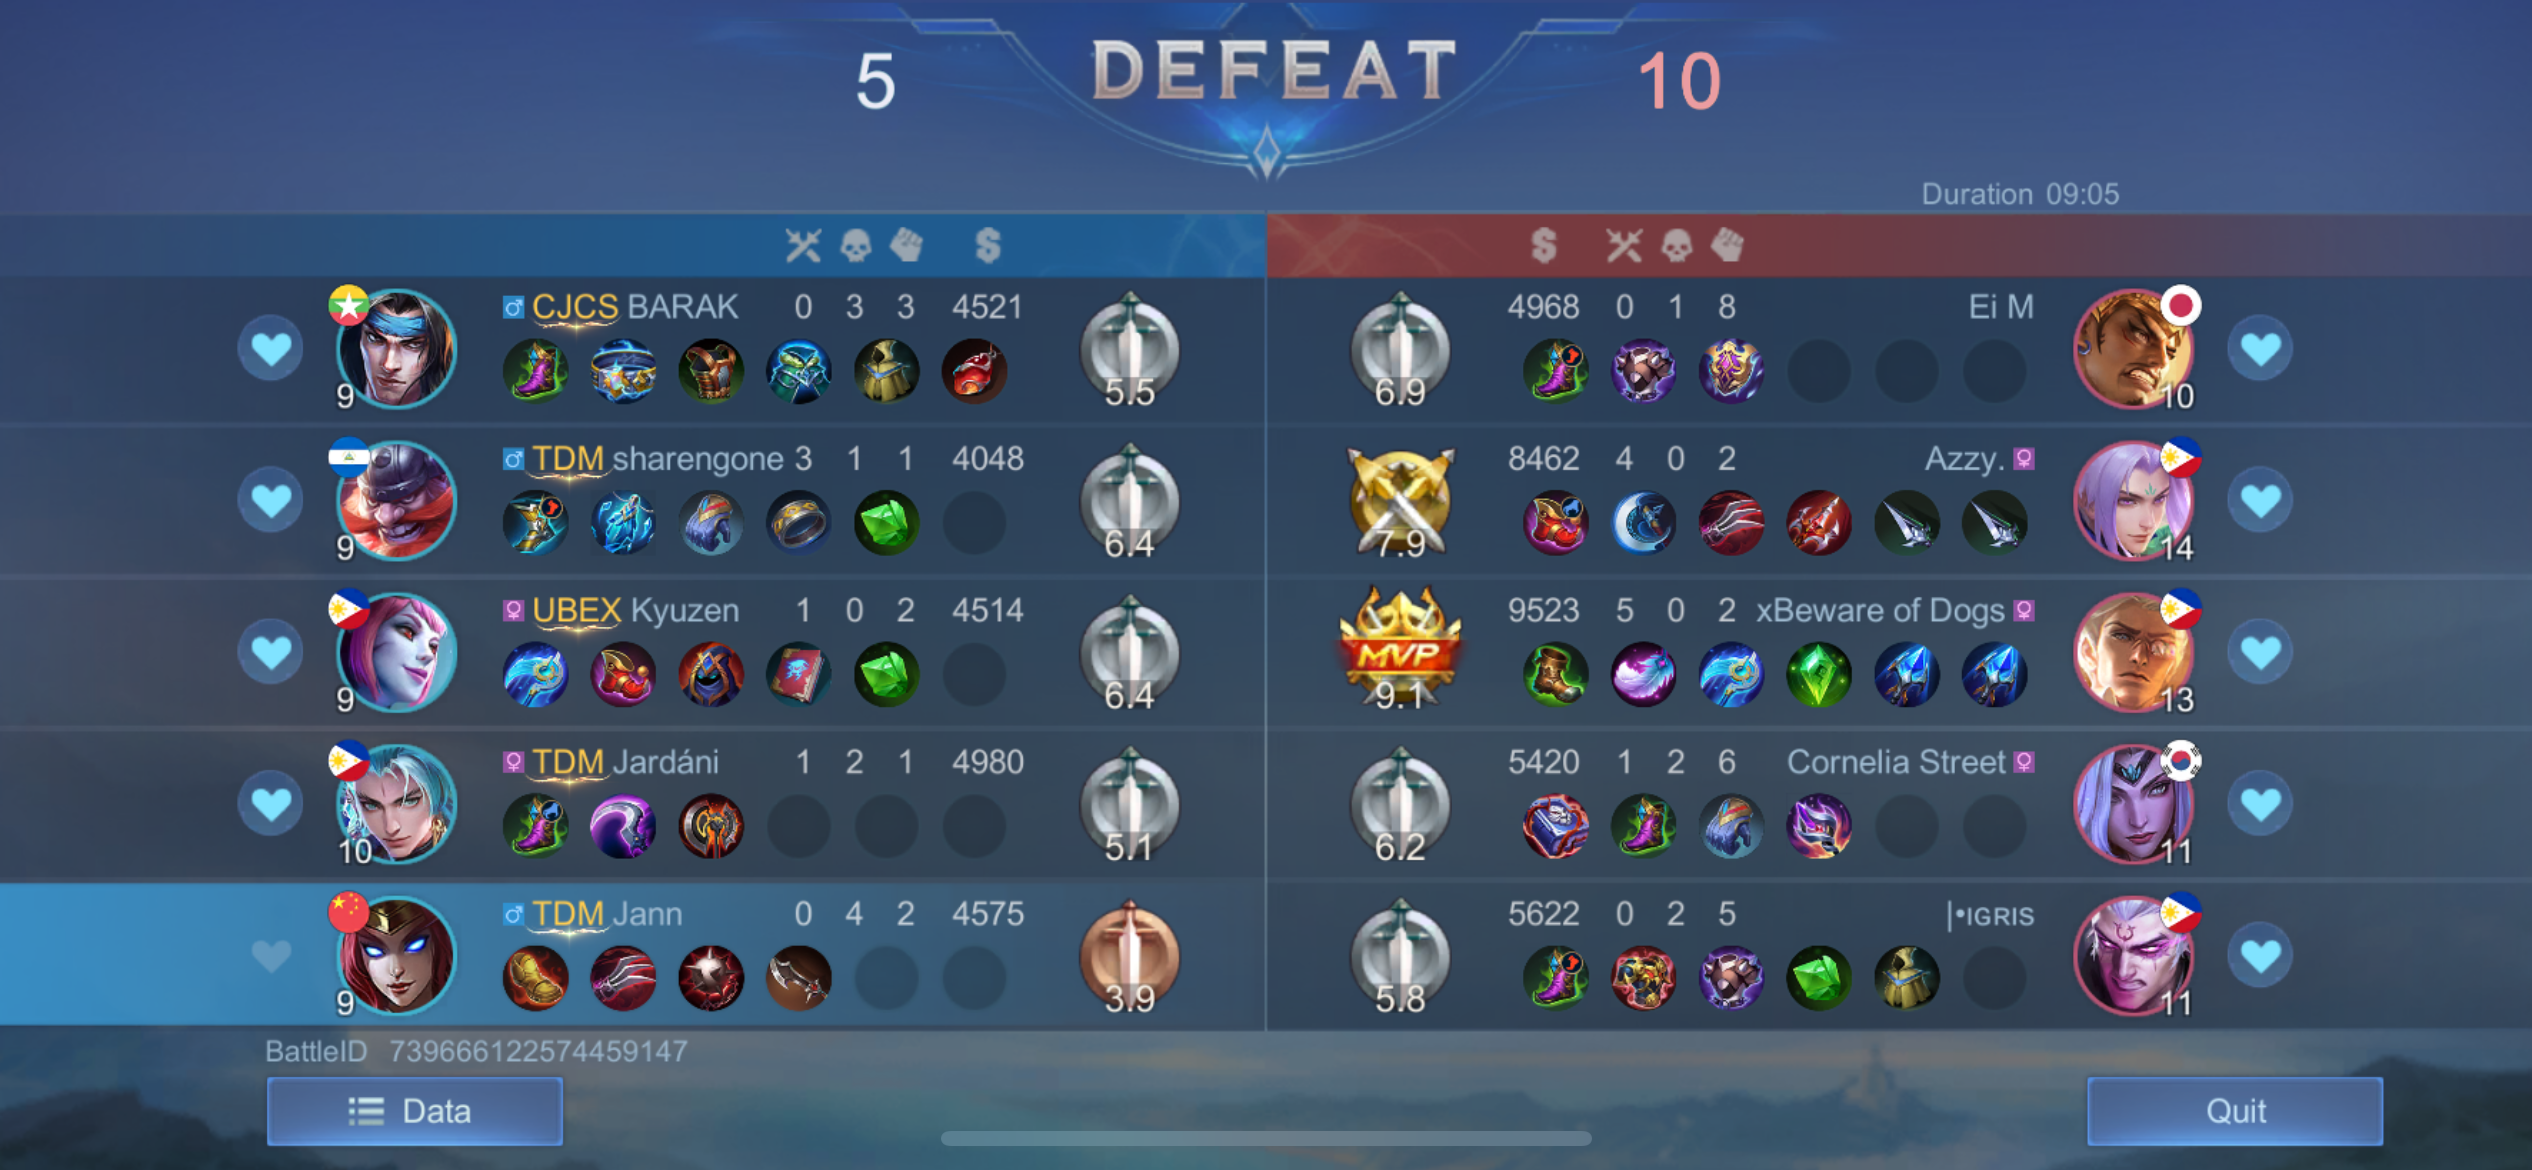 5 DEFEAT 10
Duration 09:05
9 CJCS BARAK 0 3 3 4521 5.5
6.9 4968 0 1 8 Ei M 10
9 TDM sharengone 3 1 1 4048 6.4
7.9 8462 4 0 2 Azzy. 14
9 UBEX Kyuzen 1 0 2 4514 6.4
MVP 9.1 9523 5 0 2 xBeware of Dogs 13
10 TDM Jardáni 1 2 1 4980 5.1
6.2 5420 1 2 6 Cornelia Street 11
9 TDM Jann 0 4 2 4575 3.9
5.8 5622 0 2 5 |•IGRIS 11
BattleID 739666122574459147
Data
Quit